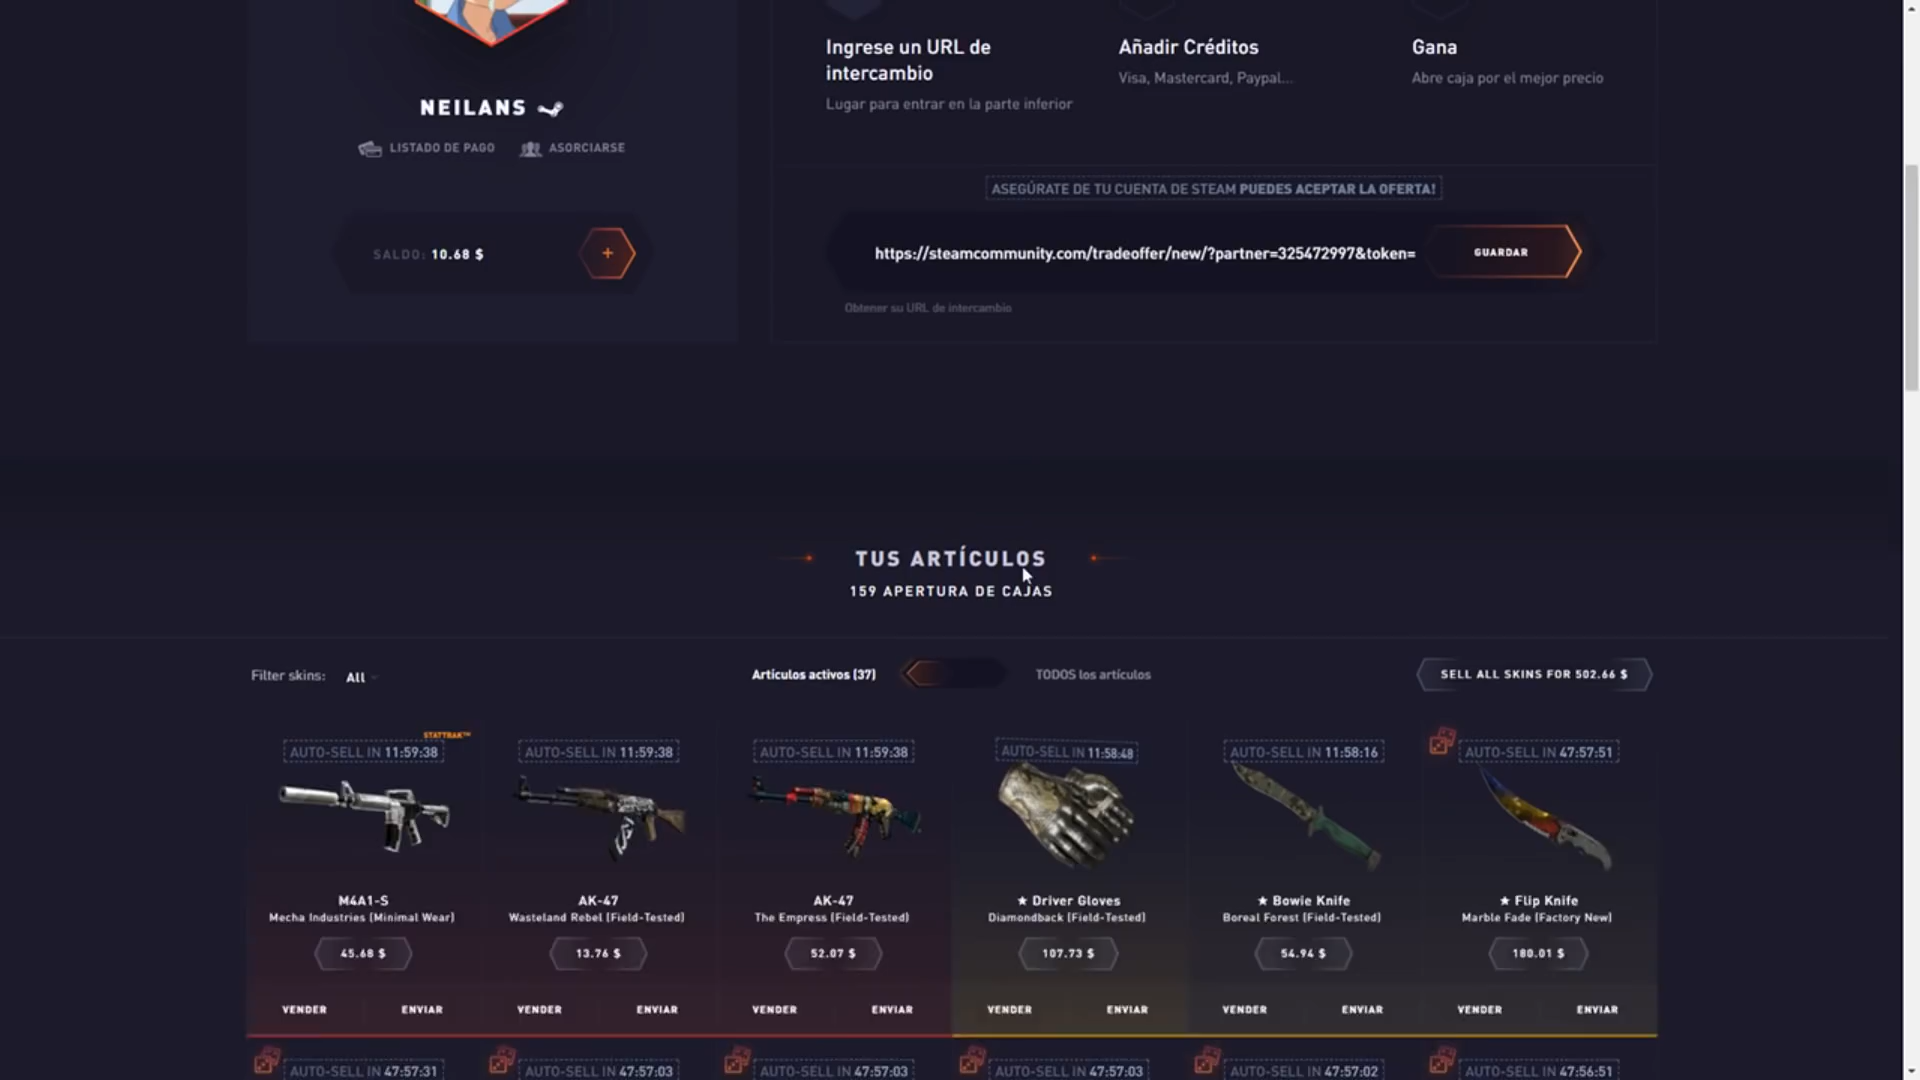 Ingrese un URL de
intercambio
Lugar para entrar en la parte inferior
Añadir Créditos
Visa, Mastercard, Paypal...
Gana
Abre caja por el mejor precio
NEILANS
LISTADO DE PAGO
ASORCIARSE
SALDO: 10.68 $
+
ASEGÚRATE DE TU CUENTA DE STEAM PUEDES ACEPTAR LA OFERTA!
https://steamcommunity.com/tradeoffer/new/?partner=325472997&token=
GUARDAR
Obtener su URL de intercambio
TUS ARTÍCULOS
159 APERTURA DE CAJAS
Filter skins:
All
Artículos activos (37)
TODOS los artículos
SELL ALL SKINS FOR 502.66 $
STATTRAK™
AUTO-SELL IN 11:59:38
AUTO-SELL IN 11:59:38
AUTO-SELL IN 11:59:38
AUTO-SELL IN 11:58:48
AUTO-SELL IN 11:58:16
AUTO-SELL IN 47:57:51
M4A1-S
Mecha Industries (Minimal Wear)
45.68 $
VENDER
ENVIAR
AK-47
Wasteland Rebel (Field-Tested)
13.76 $
VENDER
ENVIAR
AK-47
The Empress (Field-Tested)
52.07 $
VENDER
ENVIAR
★ Driver Gloves
Diamondback (Field-Tested)
107.73 $
VENDER
ENVIAR
★ Bowie Knife
Boreal Forest (Field-Tested)
54.94 $
VENDER
ENVIAR
★ Flip Knife
Marble Fade (Factory New)
180.01 $
VENDER
ENVIAR
AUTO-SELL IN 47:57:31
AUTO-SELL IN 47:57:03
AUTO-SELL IN 47:57:03
AUTO-SELL IN 47:57:03
AUTO-SELL IN 47:57:02
AUTO-SELL IN 47:56:51